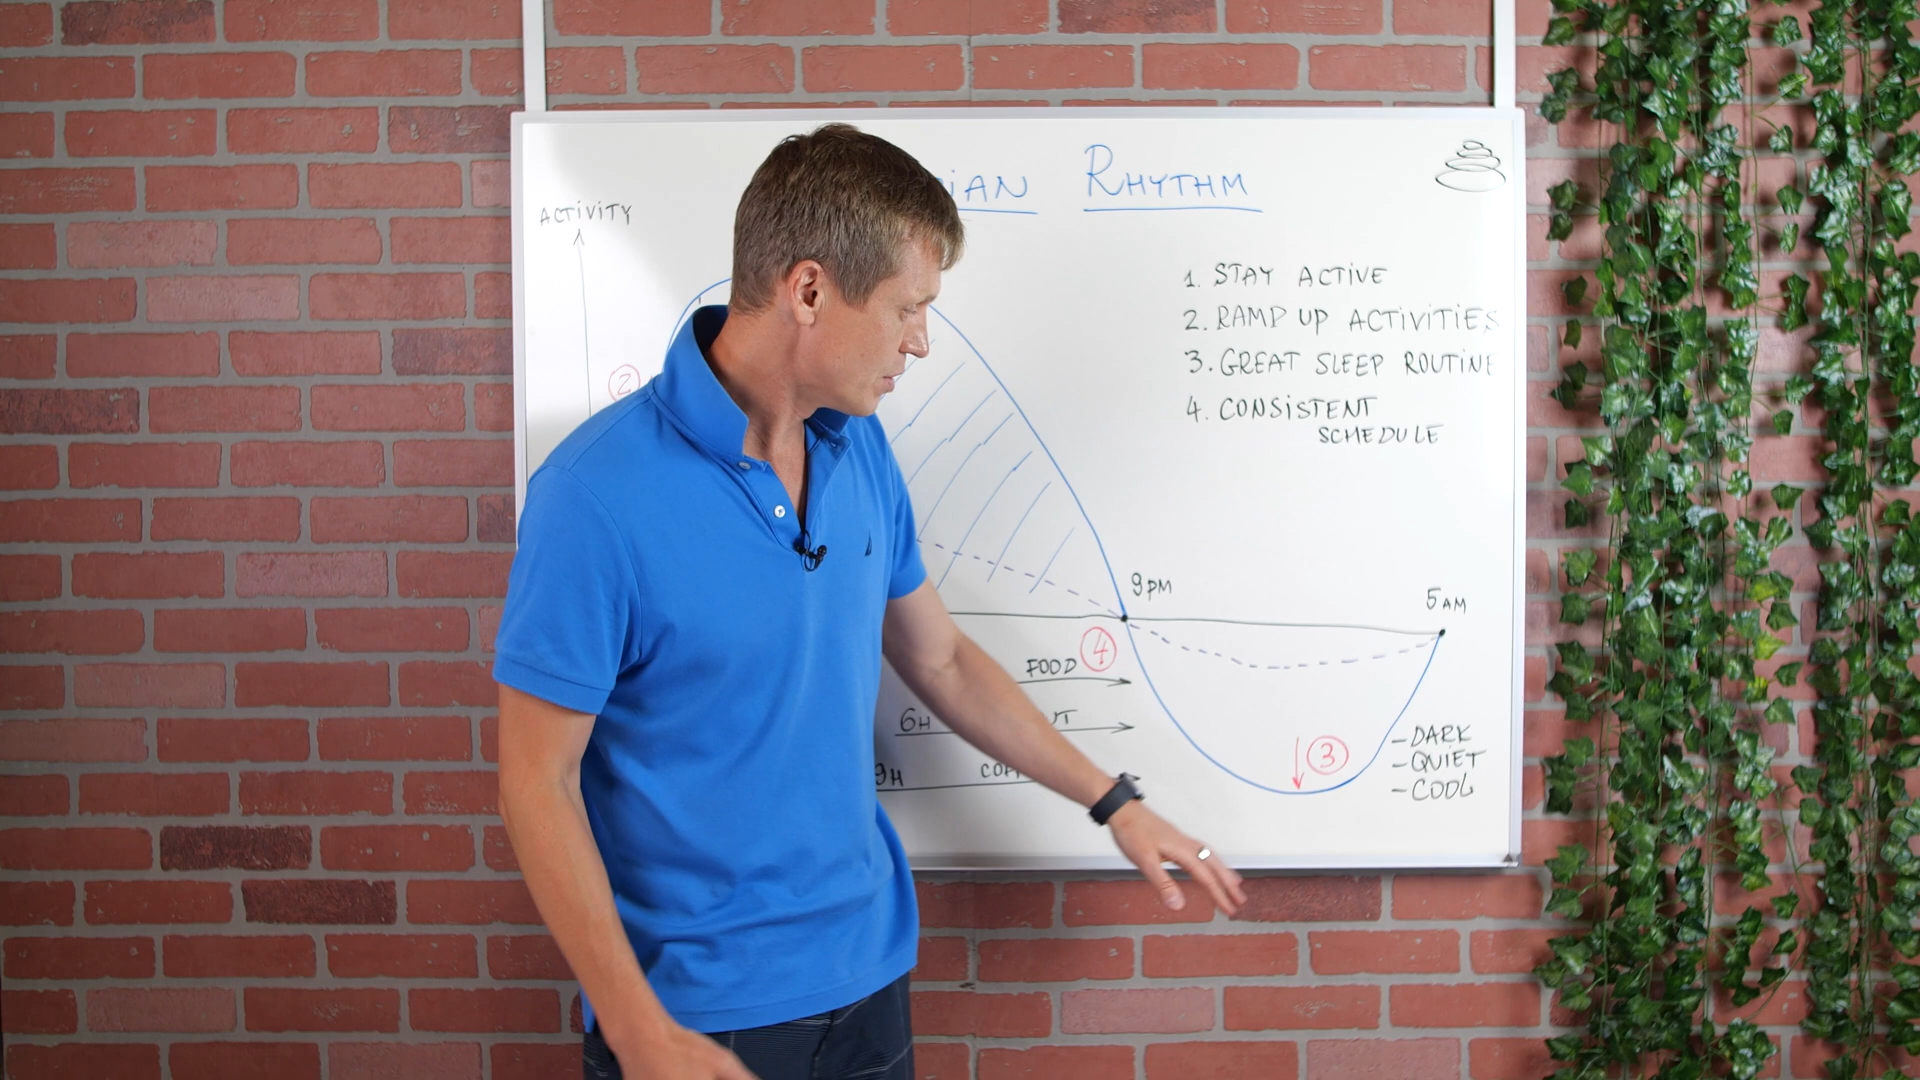 RHYTHM
ACTIVITY
1. STAY ACTIVE
2. RAMP UP ACTIVITIES
3. GREAT SLEEP ROUTINE
4. CONSISTENT
SCHEDULE
2
9PM
5AM
4
FOOD
6H
9H
3
- DARK
- QUIET
- COOL